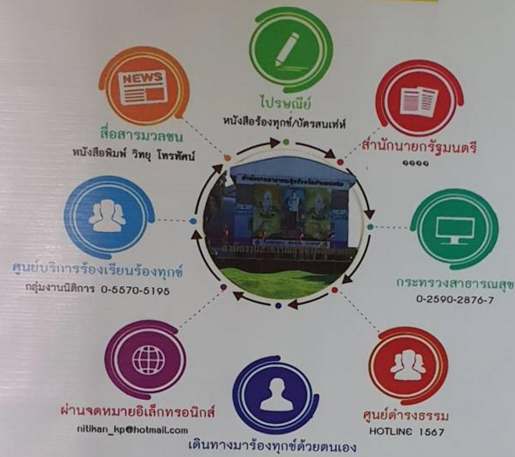 ไปรษณีย์
หนังสือร้องทุกข์/บัตรสนเท่ห์
NEWS
สื่อสารมวลชน
หนังสือพิมพ์ วิทยุ โทรทัศน์
สำนักนายกรัฐมนตรี
๑๑๑๑
ศูนย์บริการร้องเรียนร้องทุกข์
กลุ่มงานนิติการ 0-5570-5195
กระทรวงสาธารณสุข
0-2590-2876-7
ผ่านจดหมายอิเล็กทรอนิกส์
nitikan_kp@hotmail.com
ศูนย์ดำรงธรรม
HOTLINE 1567
เดินทางมาร้องทุกข์ด้วยตนเอง